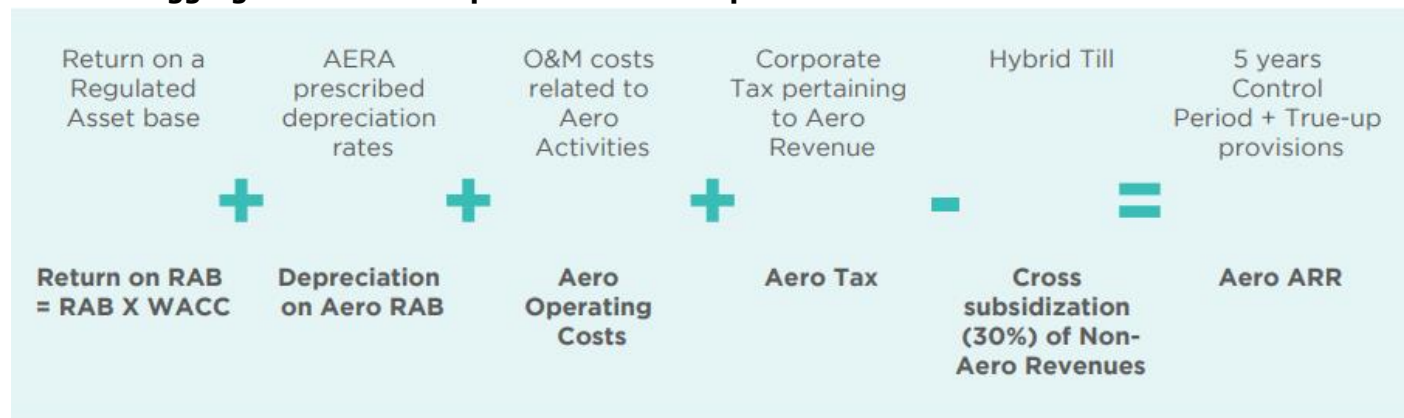 Return on a
Regulated
Asset base
AERA
prescribed
depreciation
rates
O&M costs
related to
Aero
Activities
Corporate
Tax pertaining
to Aero
Revenue
Hybrid Till
5 years
Control
Period + True-up
provisions
+ + + - =
Return on RAB
= RAB X WACC
Depreciation
on Aero RAB
Aero
Operating
Costs
Aero Tax
Cross
subsidization
(30%) of Non-
Aero Revenues
Aero ARR